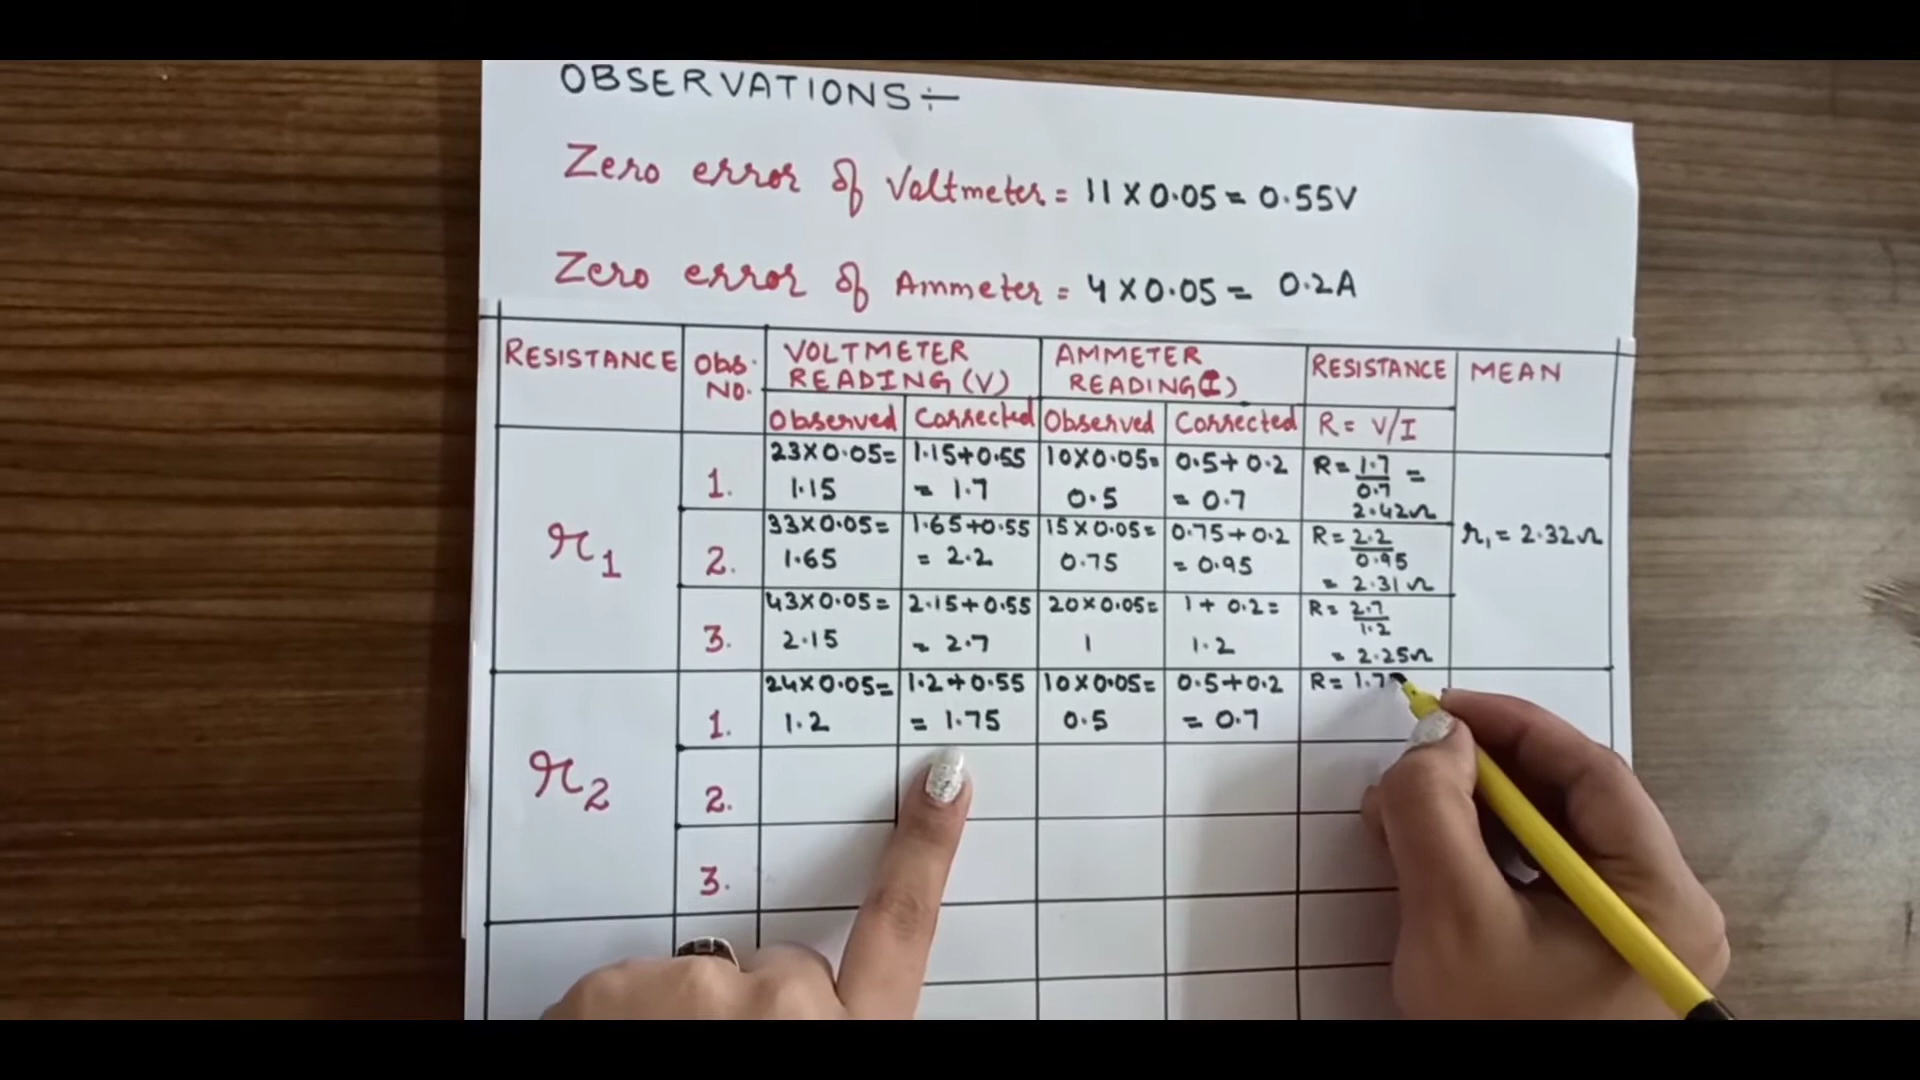 OBSERVATIONS÷
Zero error of Voltmeter = 11 X 0.05 = 0.55V
Zero error of Ammeter = 4 X 0.05 = 0.2A
RESISTANCE Obs. NO. VOLTMETER READING (V) AMMETER READING (I) RESISTANCE MEAN
Observed Corrected Observed Corrected R = V/I
r1
1. 23X0.05= 1.15 1.15+0.55 = 1.7 10X0.05= 0.5 0.5+0.2 = 0.7 R= 1.7/0.7 = 2.42Ω
2. 33X0.05= 1.65 1.65+0.55 = 2.2 15X0.05= 0.75 0.75+0.2 = 0.95 R= 2.2/0.95 = 2.31Ω r1 = 2.32Ω
3. 43X0.05= 2.15 2.15+0.55 = 2.7 20X0.05= 1 1+0.2= 1.2 R= 2.7/1.2 = 2.25Ω
r2
1. 24X0.05= 1.2 1.2+0.55 = 1.75 10X0.05= 0.5 0.5+0.2 = 0.7 R= 1.7
2.
3.